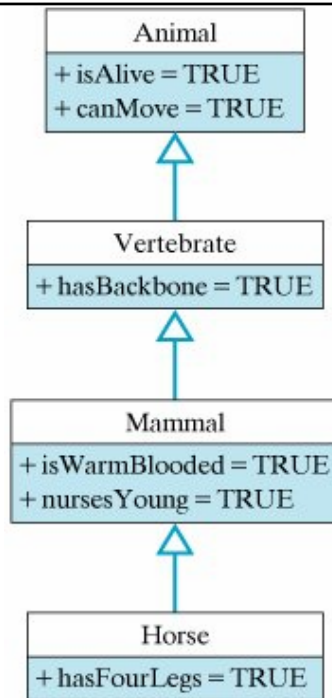 Animal
+ isAlive = TRUE
+ canMove = TRUE
Vertebrate
+ hasBackbone = TRUE
Mammal
+ isWarmBlooded = TRUE
+ nursesYoung = TRUE
Horse
+ hasFourLegs = TRUE